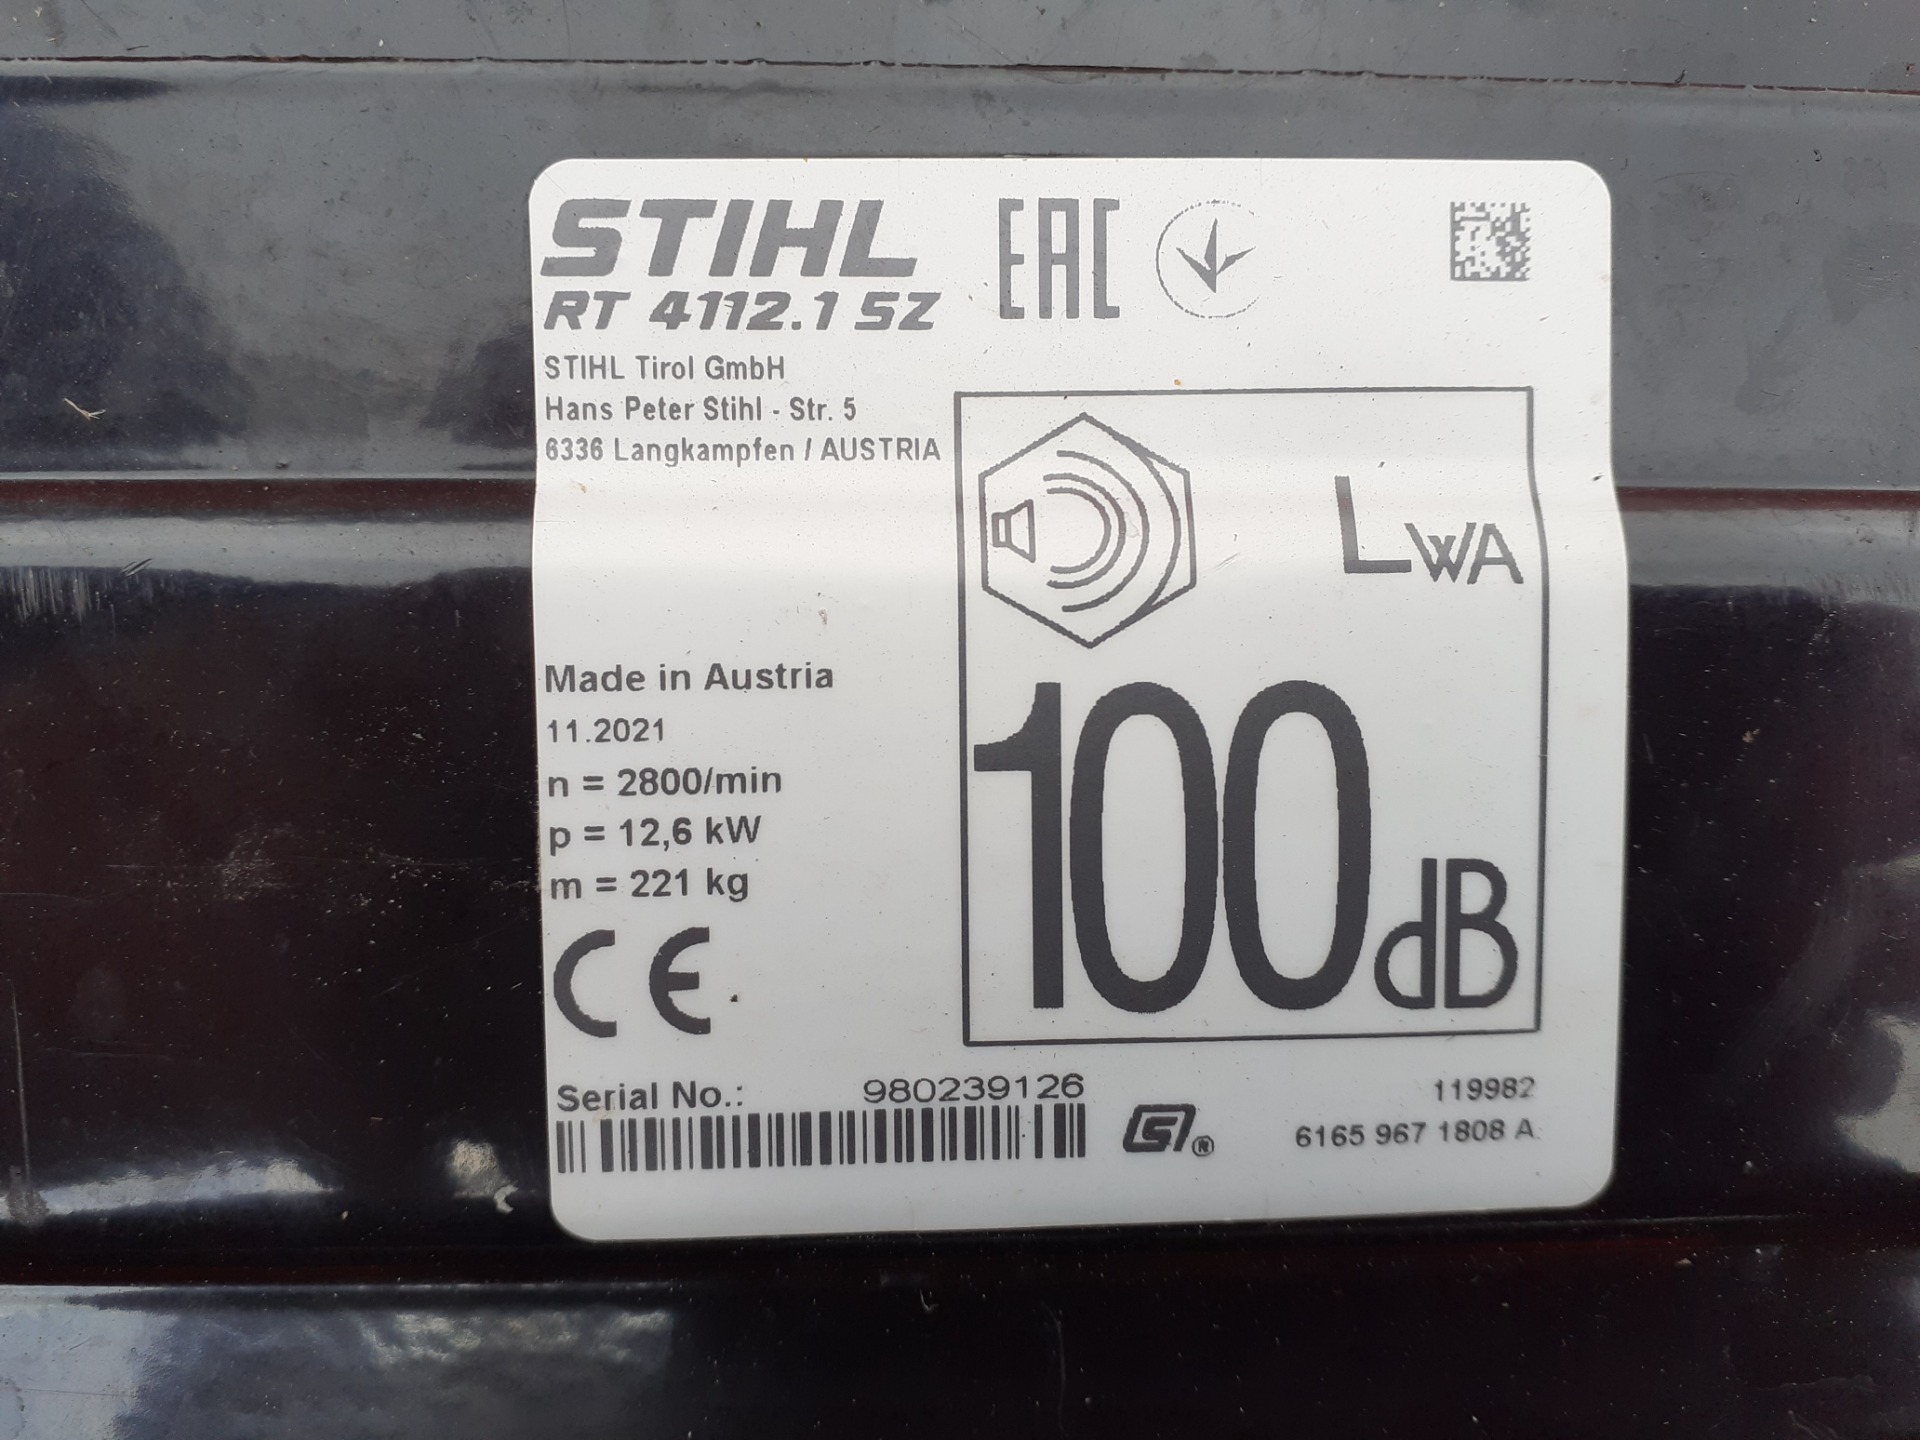 STIHL
RT 4112.1 SZ
EAC
STIHL Tirol GmbH
Hans Peter Stihl - Str. 5
6336 Langkampfen / AUSTRIA
LWA
Made in Austria
11.2021
n = 2800/min
p = 12,6 kW
m = 221 kg
100dB
CE
Serial No.: 980239126
119982
6165 967 1808 A